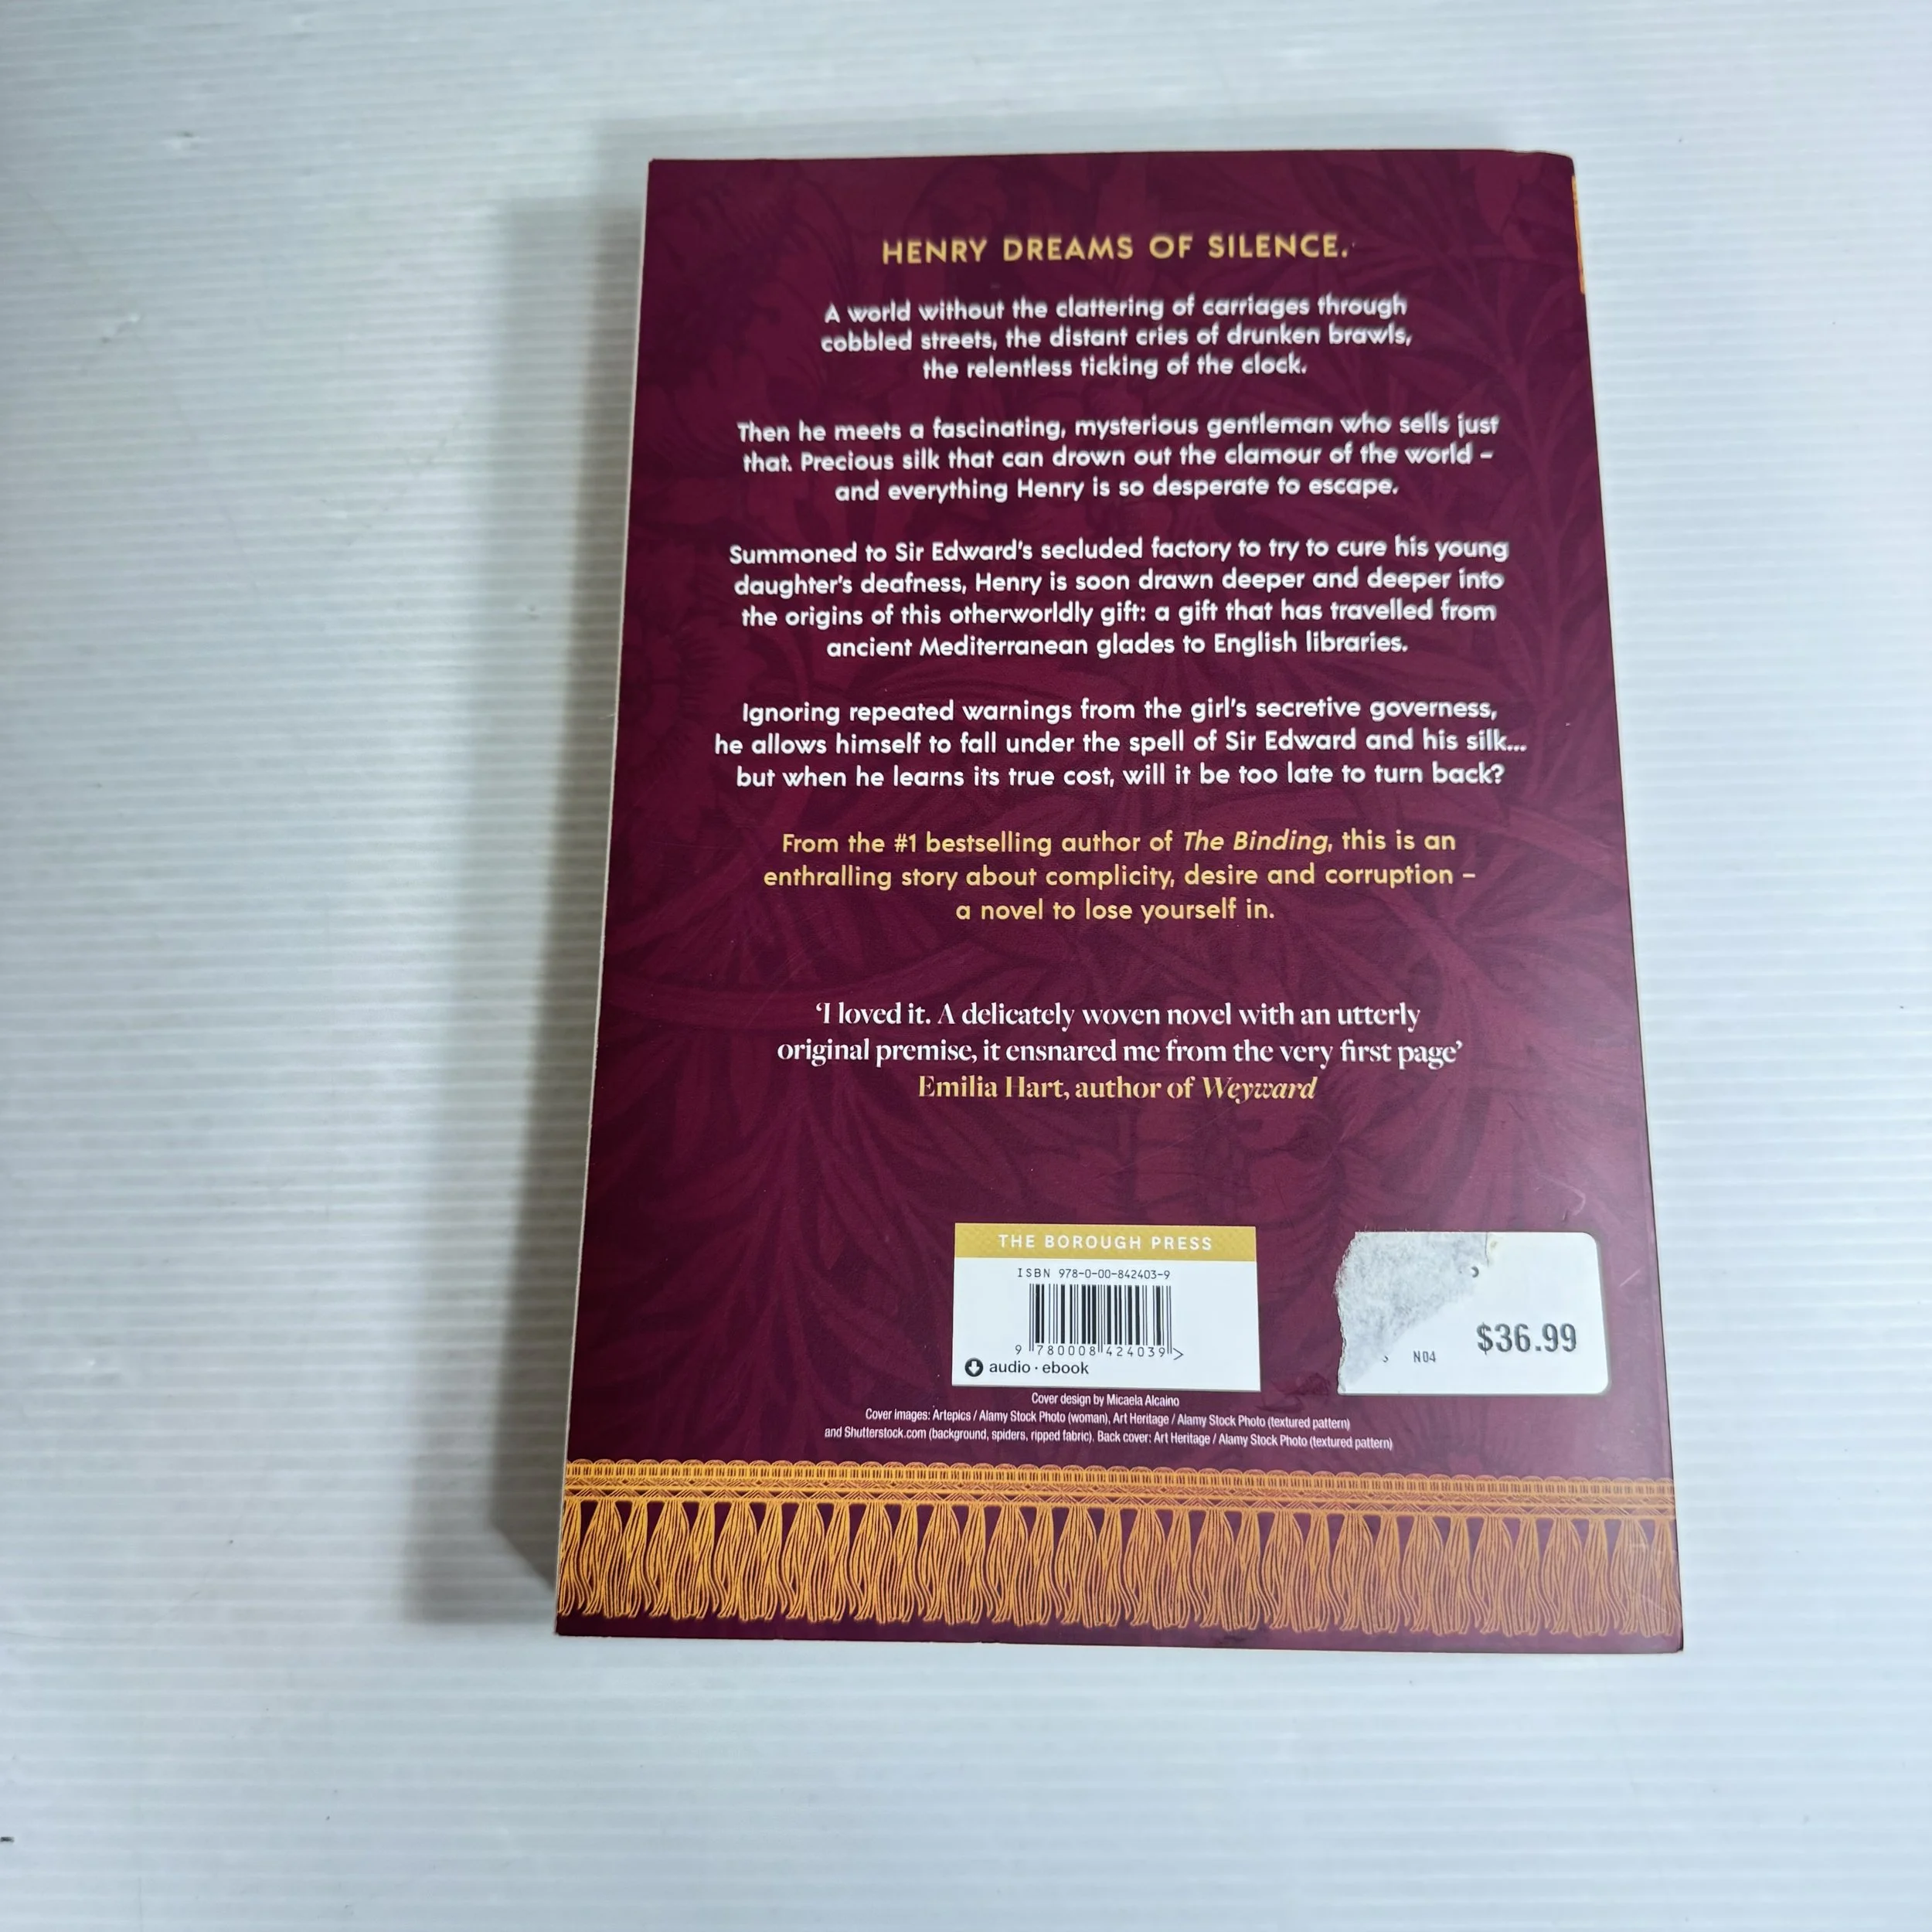 HENRY DREAMS OF SILENCE.
A world without the clattering of carriages through
cobbled streets, the distant cries of drunken brawls,
the relentless ticking of the clock.
Then he meets a fascinating, mysterious gentleman who sells just
that. Precious silk that can drown out the clamour of the world –
and everything Henry is so desperate to escape.
Summoned to Sir Edward's secluded factory to try to cure his young
daughter's deafness, Henry is soon drawn deeper and deeper into
the origins of this otherworldly gift: a gift that has travelled from
ancient Mediterranean glades to English libraries.
Ignoring repeated warnings from the girl's secretive governess,
he allows himself to fall under the spell of Sir Edward and his silk...
but when he learns its true cost, will it be too late to turn back?
From the #1 bestselling author of The Binding, this is an
enthralling story about complicity, desire and corruption –
a novel to lose yourself in.
‘I loved it. A delicately woven novel with an utterly
original premise, it ensnared me from the very first page’
Emilia Hart, author of Weyward
THE BOROUGH PRESS
ISBN 978-0-00-842403-9
9 780008 424039 >
audio · ebook
$36.99
N04
Cover design by Micaela Alcaino
Cover images: Artepics / Alamy Stock Photo (woman), Art Heritage / Alamy Stock Photo (textured pattern)
and Shutterstock.com (background, spiders, ripped fabric). Back cover: Art Heritage / Alamy Stock Photo (textured pattern)